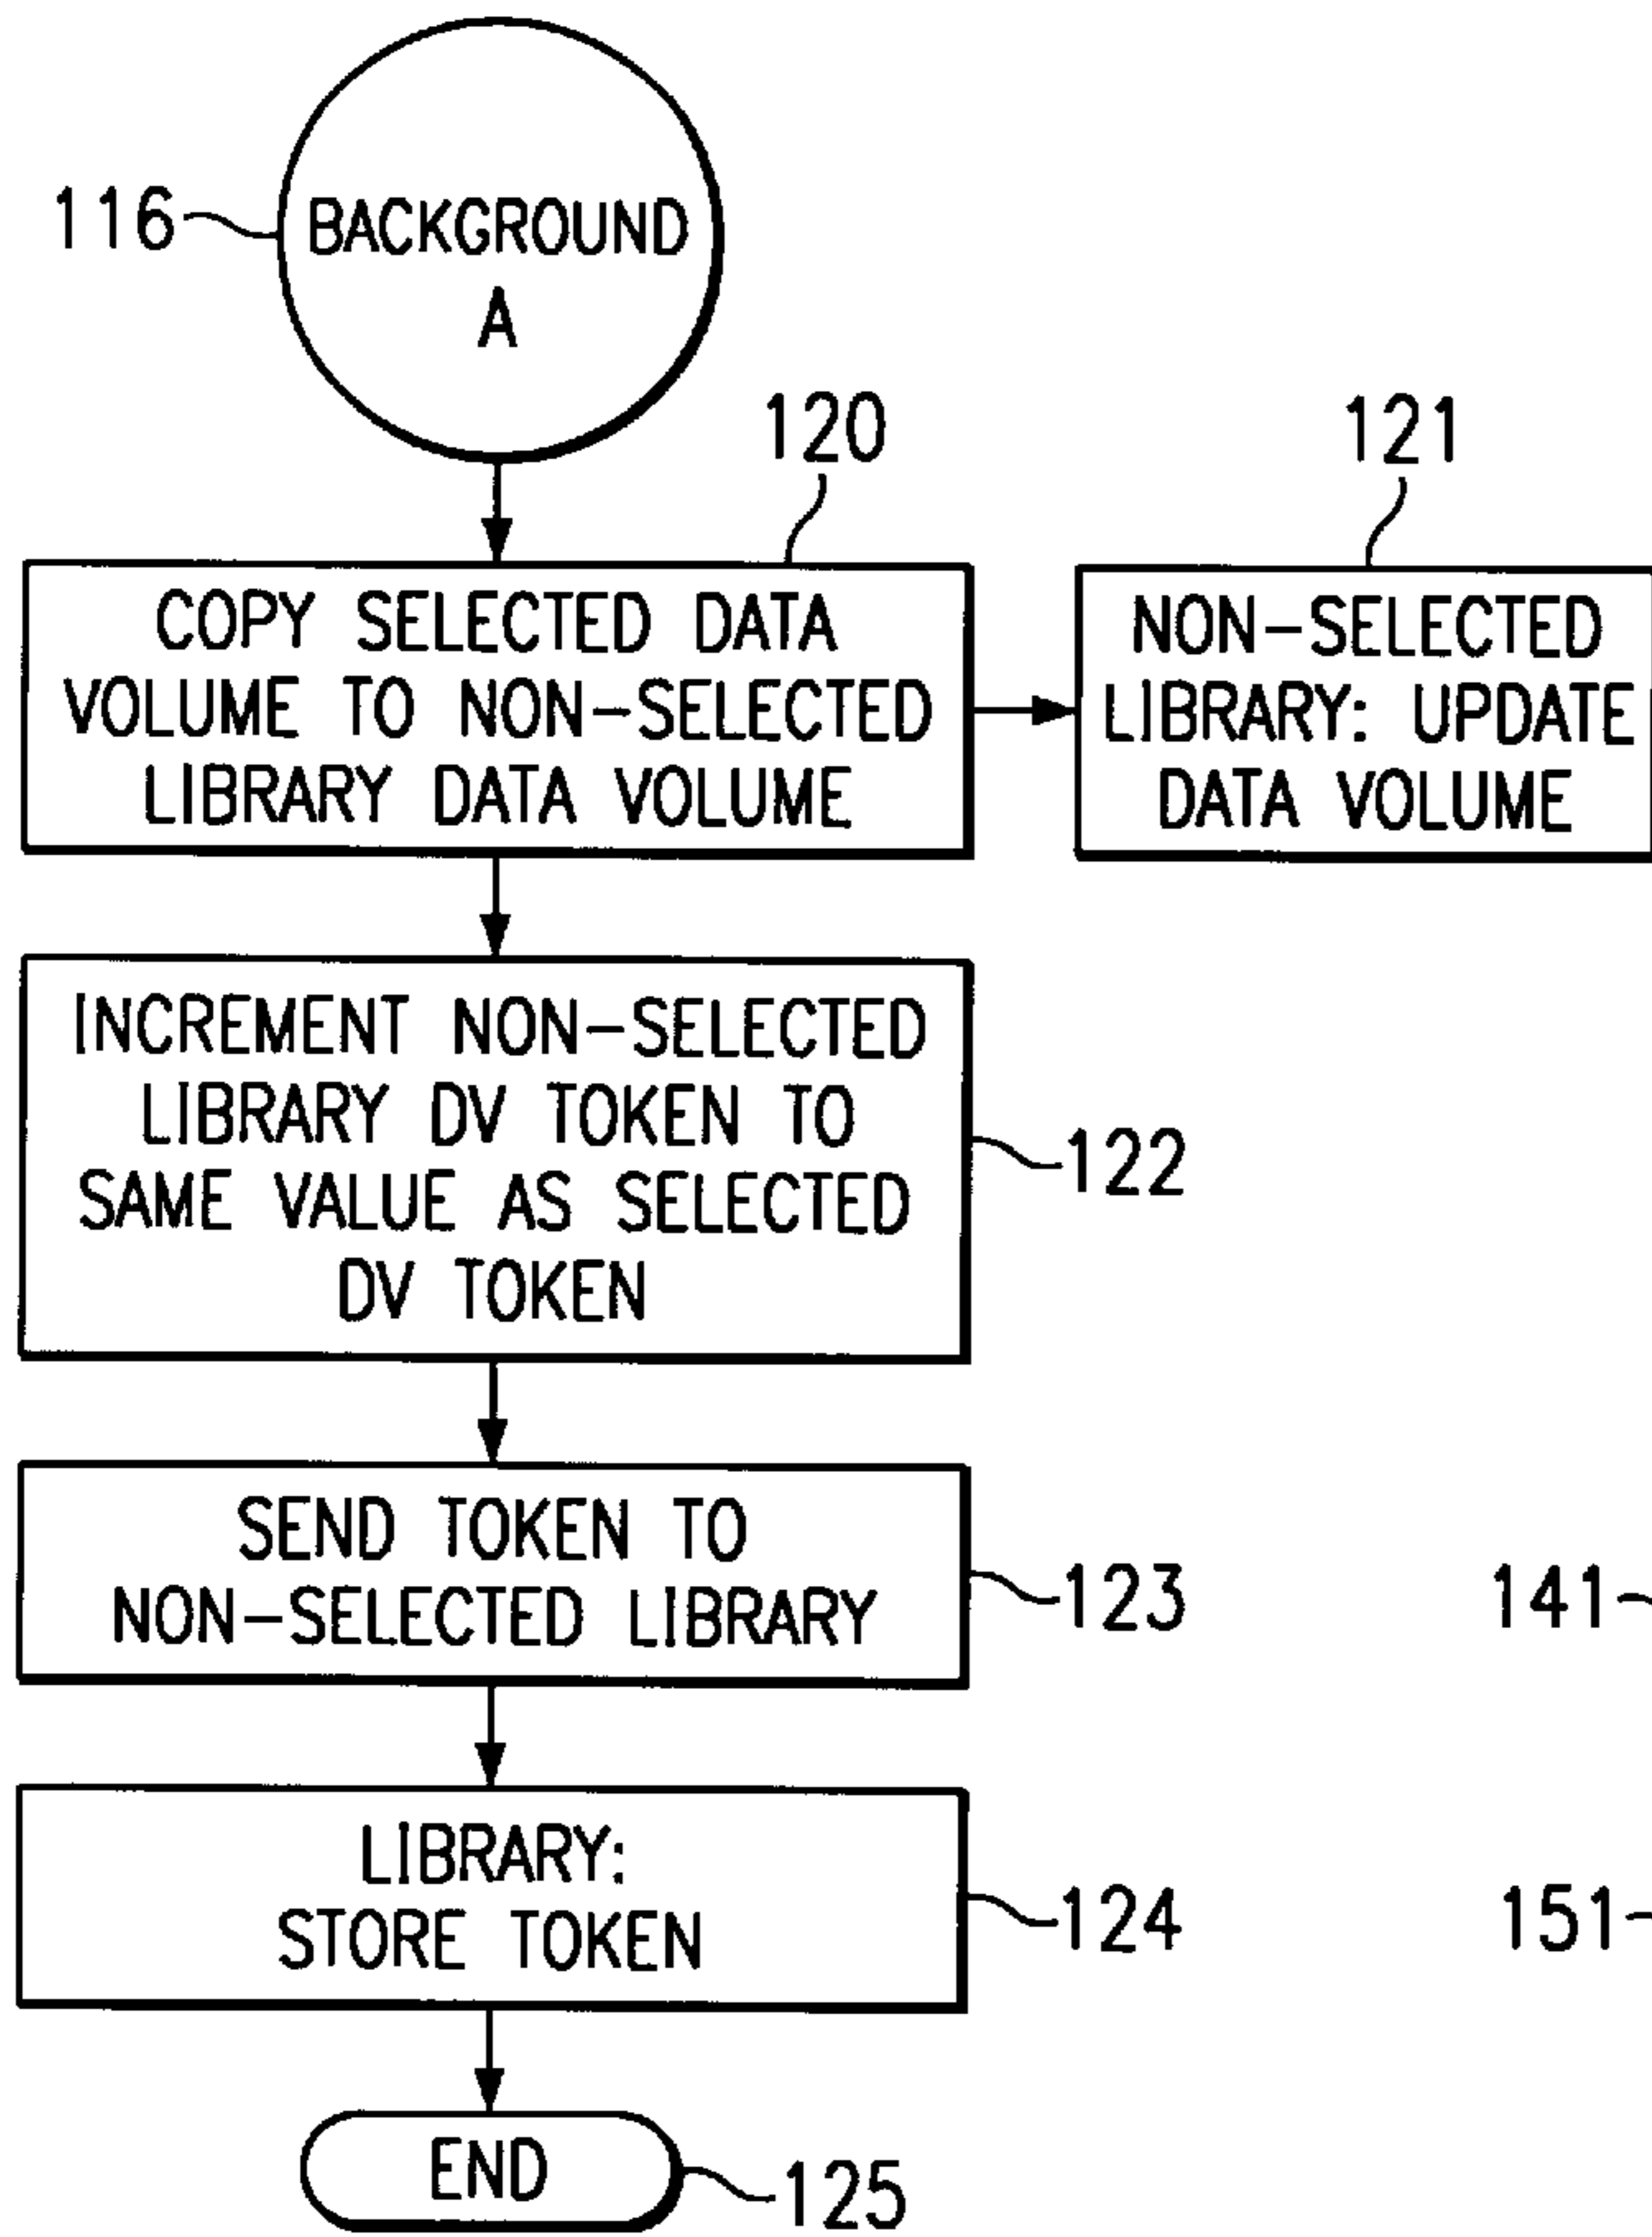 116
BACKGROUND
A
120
121
COPY SELECTED DATA
VOLUME TO NON-SELECTED
LIBRARY DATA VOLUME
NON-SELECTED
LIBRARY: UPDATE
DATA VOLUME
INCREMENT NON-SELECTED
LIBRARY DV TOKEN TO
SAME VALUE AS SELECTED
DV TOKEN
122
SEND TOKEN TO
NON-SELECTED LIBRARY
123
141
LIBRARY:
STORE TOKEN
124
151
END
125